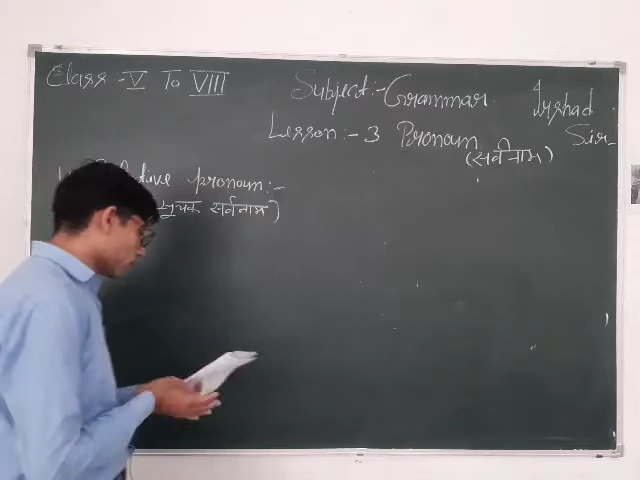 Class - V To VIII
Subject:- Grammar
Irshad Sir-
Lesson:- 3 Pronoun
(सर्वनाम)
pronoun:-
सर्वनाम)